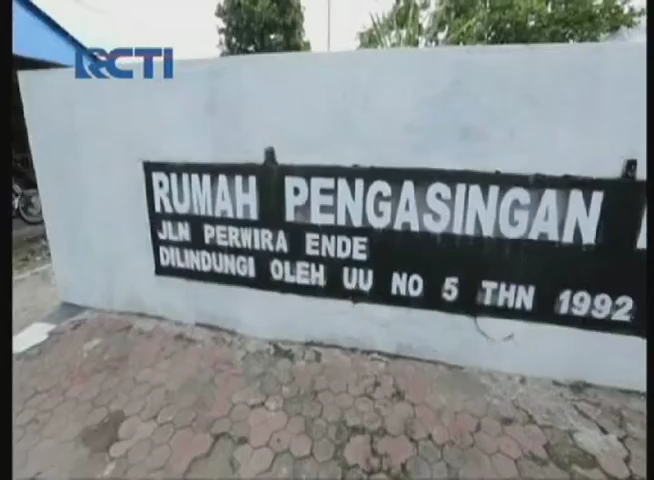 RCTI
RUMAH PENGASINGAN
JLN PERWIRA ENDE
DILINDUNGI OLEH UU NO 5 THN 1992